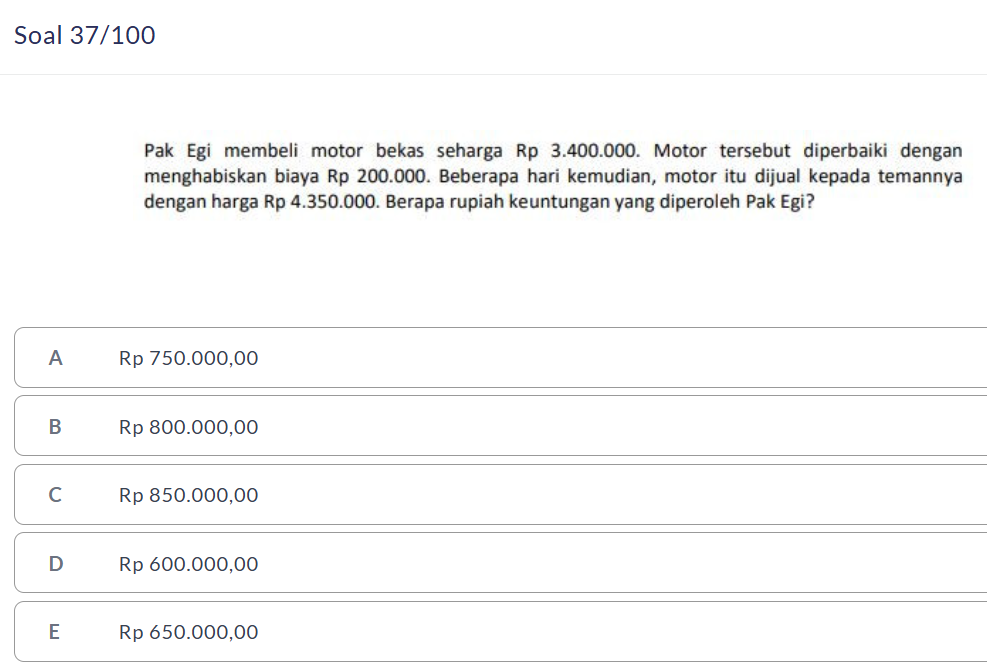 Soal 37/100
Pak Egi membeli motor bekas seharga Rp 3.400.000. Motor tersebut diperbaiki dengan
menghabiskan biaya Rp 200.000. Beberapa hari kemudian, motor itu dijual kepada temannya
dengan harga Rp 4.350.000. Berapa rupiah keuntungan yang diperoleh Pak Egi?
A Rp 750.000,00
B Rp 800.000,00
C Rp 850.000,00
D Rp 600.000,00
E Rp 650.000,00